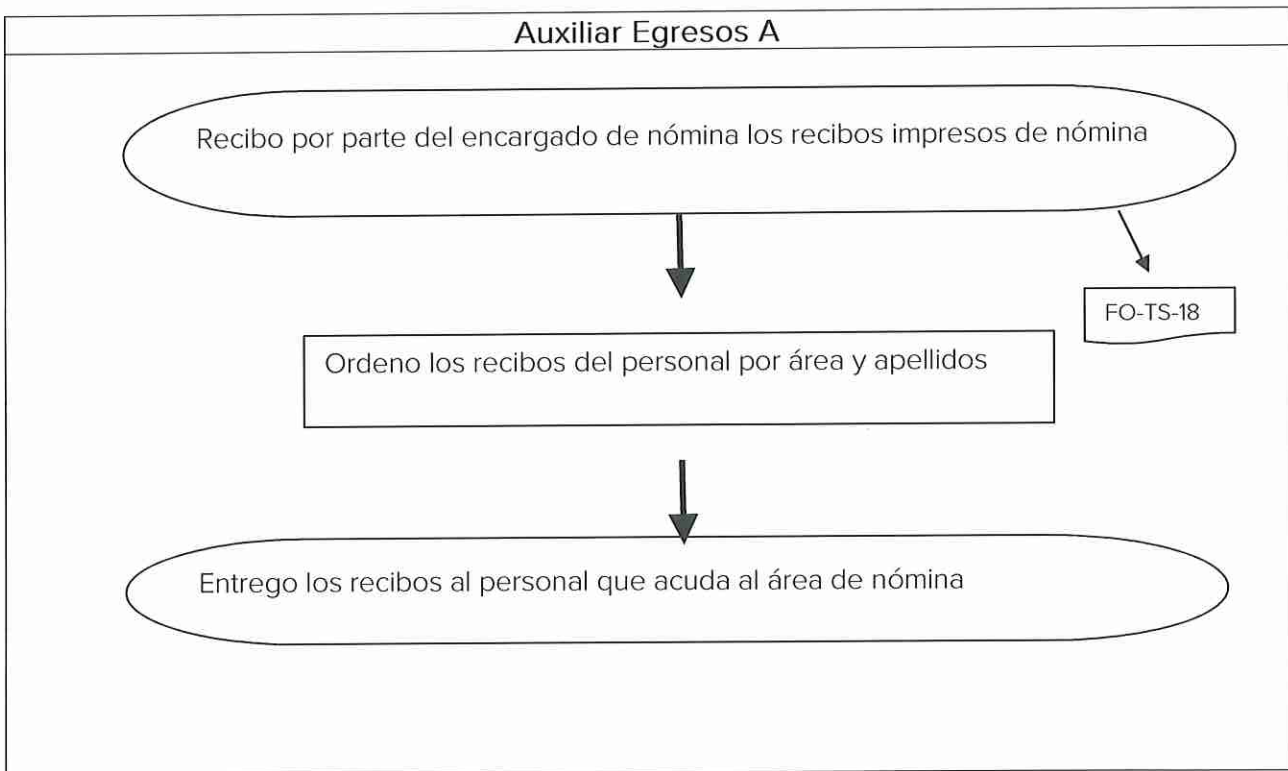 Auxiliar Egresos A
Recibo por parte del encargado de nómina los recibos impresos de nómina
FO-TS-18
Ordeno los recibos del personal por área y apellidos
Entrego los recibos al personal que acuda al área de nómina